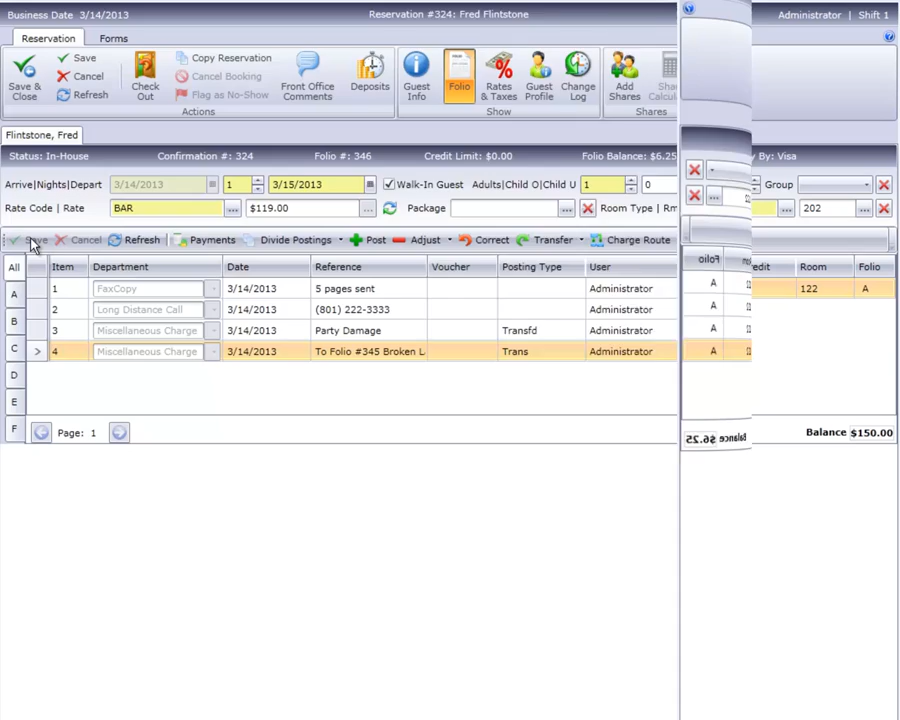 Business Date 3/14/2013 Reservation #324: Fred Flintstone Administrator | Shift 1
Reservation Forms
Save & Close
Save
Cancel
Refresh
Check Out
Copy Reservation
Cancel Booking
Flag as No-Show
Front Office Comments
Deposits
Actions
Guest Info
Folio
Rates & Taxes
Guest Profile
Change Log
Show
Add Shares
Shares
Flintstone, Fred
Status: In-House Confirmation #: 324 Folio #: 346 Credit Limit: $0.00 Folio Balance: $6.25 By: Visa
Arrive|Nights|Depart 3/14/2013 1 3/15/2013 Walk-In Guest Adults|Child O|Child U 1 0 Group
Rate Code | Rate BAR $119.00 Package Room Type | Rm 202
Save Cancel Refresh Payments Divide Postings Post Adjust Correct Transfer Charge Route
All Item Department Date Reference Voucher Posting Type User Folio Room Folio
1 FaxCopy 3/14/2013 5 pages sent Administrator A 122 A
A
2 Long Distance Call 3/14/2013 (801) 222-3333 Administrator A
B
3 Miscellaneous Charge 3/14/2013 Party Damage Transfd Administrator A
C
> 4 Miscellaneous Charge 3/14/2013 To Folio #345 Broken L Trans Administrator A
D
E
F
Page: 1 Balance $6.25 Balance $150.00